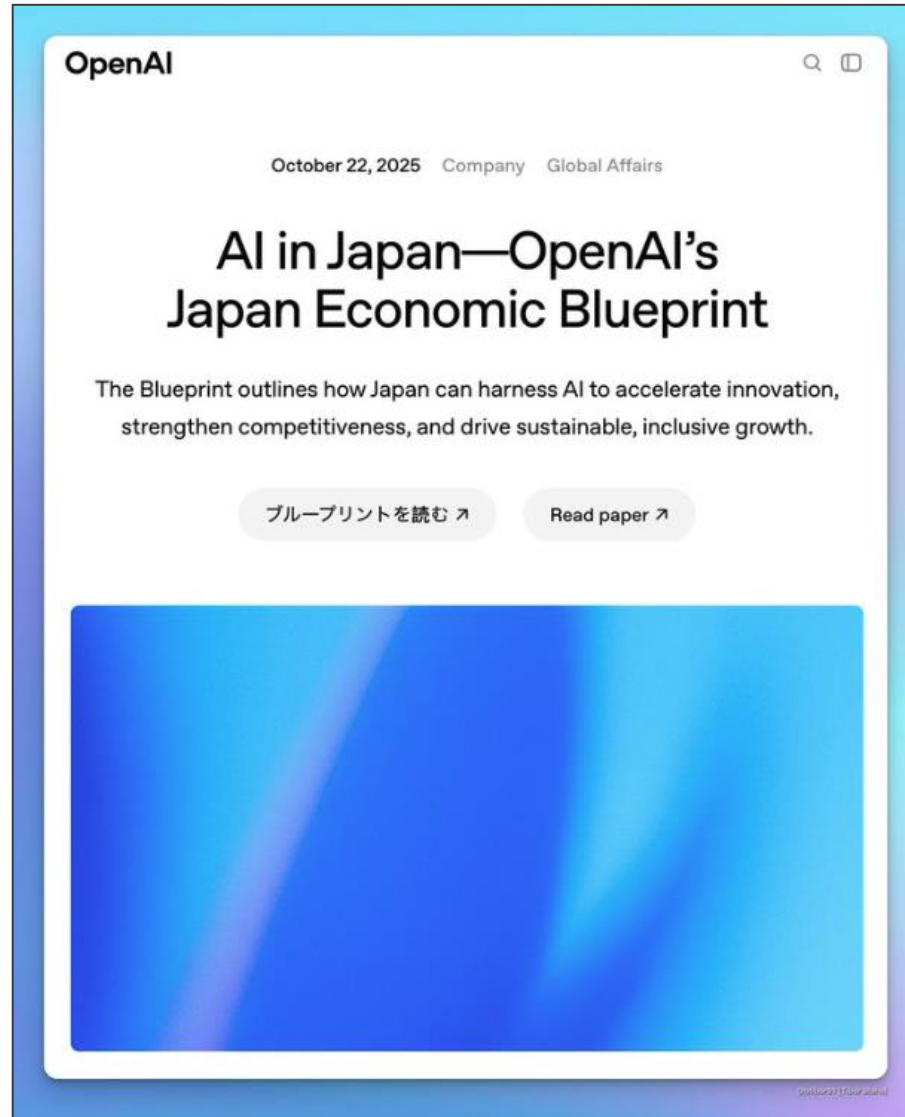 OpenAI
October 22, 2025 Company Global Affairs
AI in Japan—OpenAI’s
Japan Economic Blueprint
The Blueprint outlines how Japan can harness AI to accelerate innovation,
strengthen competitiveness, and drive sustainable, inclusive growth.
ブループリントを読む ↗ Read paper ↗